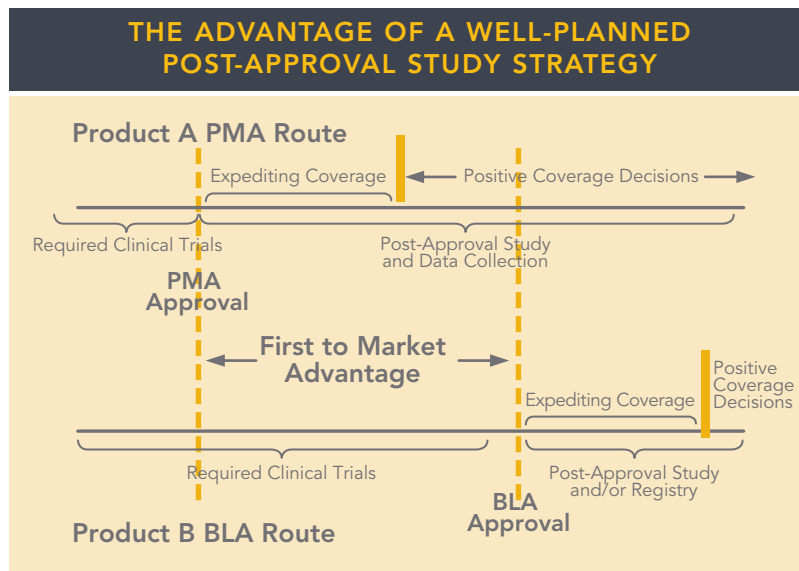 THE ADVANTAGE OF A WELL-PLANNED
POST-APPROVAL STUDY STRATEGY
Product A PMA Route
Expediting Coverage
Positive Coverage Decisions
Required Clinical Trials
Post-Approval Study
and Data Collection
PMA
Approval
First to Market
Advantage
Positive
Coverage
Decisions
Expediting Coverage
Required Clinical Trials
Post-Approval Study
and/or Registry
BLA
Approval
Product B BLA Route